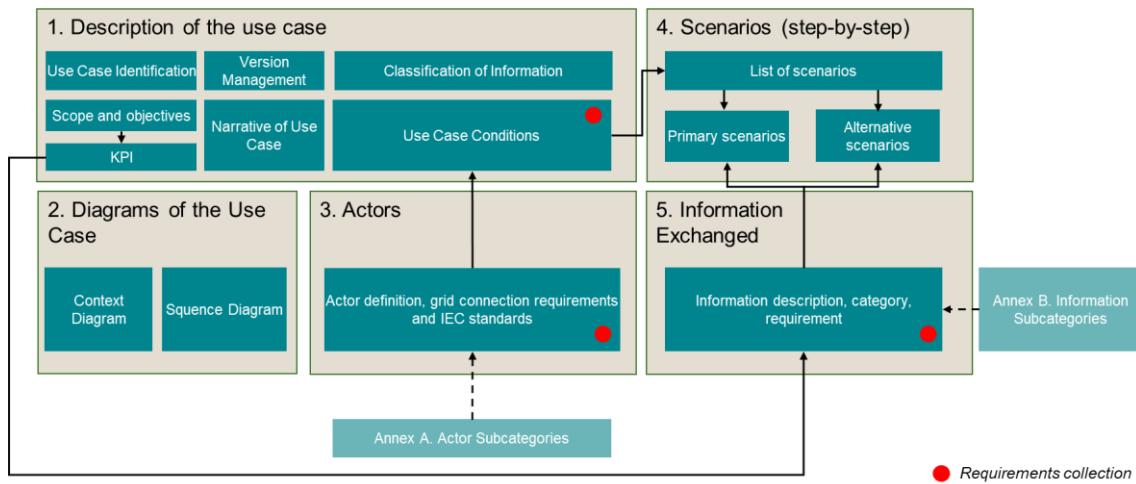 1. Description of the use case
Use Case Identification
Version
Management
Classification of Information
Scope and objectives
KPI
Narrative of Use
Case
Use Case Conditions
4. Scenarios (step-by-step)
List of scenarios
Primary scenarios
Alternative
scenarios
2. Diagrams of the Use
Case
Context
Diagram
Squence Diagram
3. Actors
Actor definition, grid connection requirements
and IEC standards
5. Information
Exchanged
Information description, category,
requirement
Annex B. Information
Subcategories
Annex A. Actor Subcategories
Requirements collection